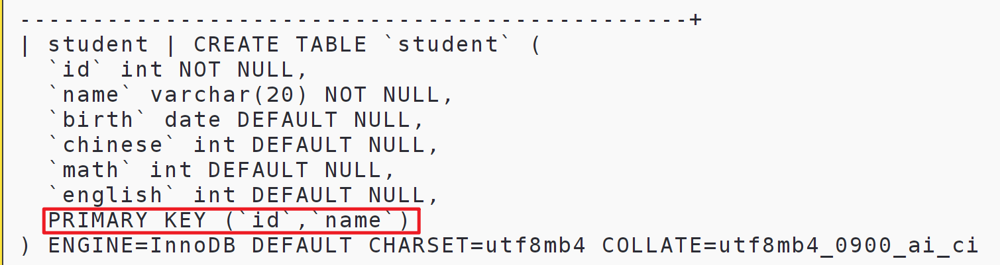 -----------------------------------------------+
| student | CREATE TABLE `student` (
  `id` int NOT NULL,
  `name` varchar(20) NOT NULL,
  `birth` date DEFAULT NULL,
  `chinese` int DEFAULT NULL,
  `math` int DEFAULT NULL,
  `english` int DEFAULT NULL,
  PRIMARY KEY (`id`,`name`)
) ENGINE=InnoDB DEFAULT CHARSET=utf8mb4 COLLATE=utf8mb4_0900_ai_ci